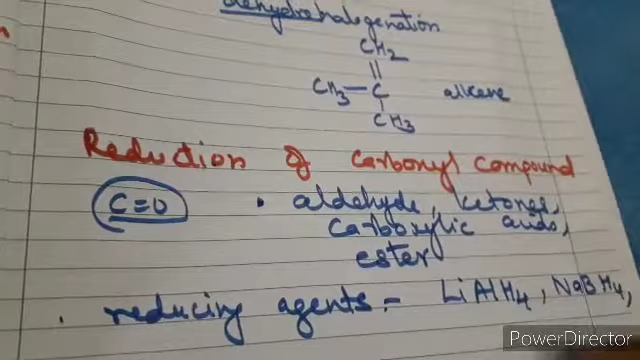 dehydrohalogenation
CH2
||
CH3—C alkene
CH3
Reduction of Carbonyl Compound
C=O . aldehyde, ketones,
Carboxylic acids,
ester
. reducing agents - LiAlH4, NaBH4,
PowerDirector